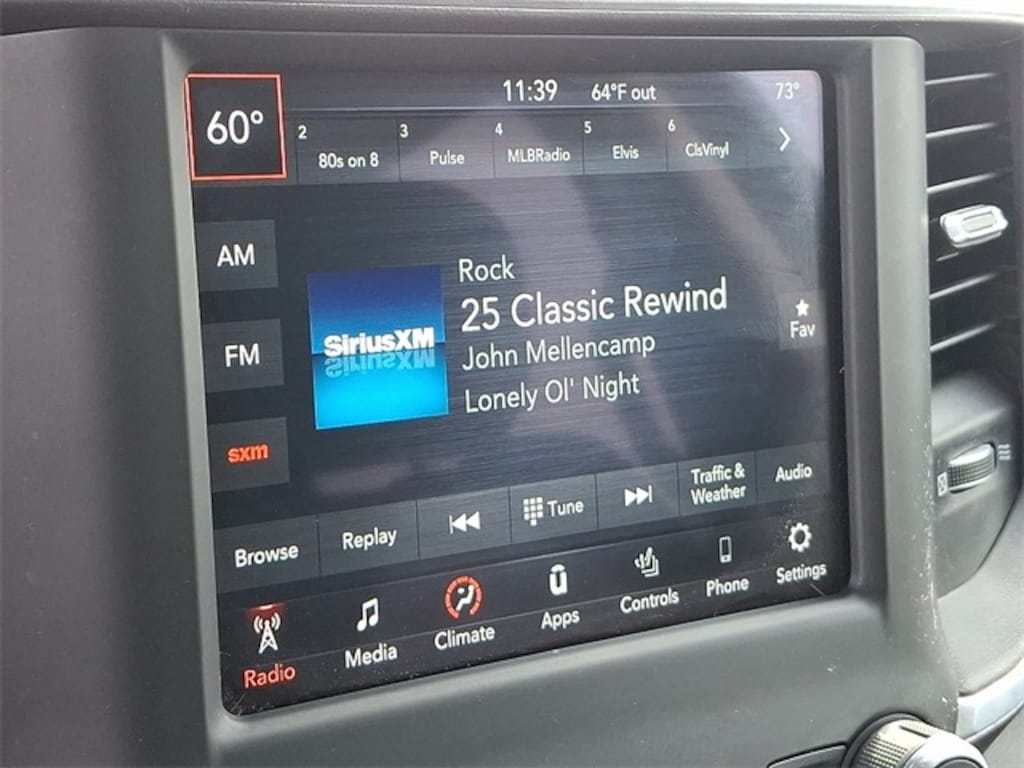 60°
11:39
64°F out
73°
2
80s on 8
3
Pulse
4
MLBRadio
5
Elvis
6
ClsVinyl
AM
FM
sxm
SiriusXM
Rock
25 Classic Rewind
John Mellencamp
Lonely Ol' Night
Fav
Browse
Replay
Tune
Traffic &
Weather
Audio
Radio
Media
Climate
Apps
Controls
Phone
Settings